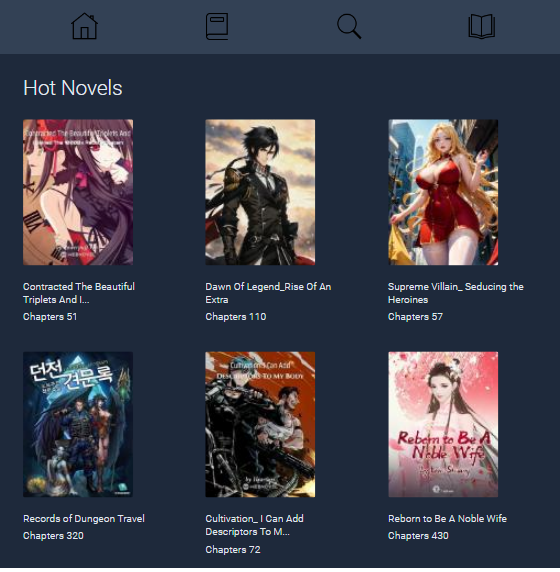 Hot Novels
Contracted The Beautiful Triplets And
Contracted The Beautiful
Triplets And I...
Chapters 51
Dawn Of Legend_Rise Of An
Extra
Chapters 110
Supreme Villain_ Seducing the
Heroines
Chapters 57
던전
견문록
Records of Dungeon Travel
Chapters 320
Cultivation I Can Add
Descriptors To My Body
by
Cultivation_ I Can Add
Descriptors To M...
Chapters 72
Reborn to Be A
Noble Wife
Reborn to Be A Noble Wife
Chapters 430